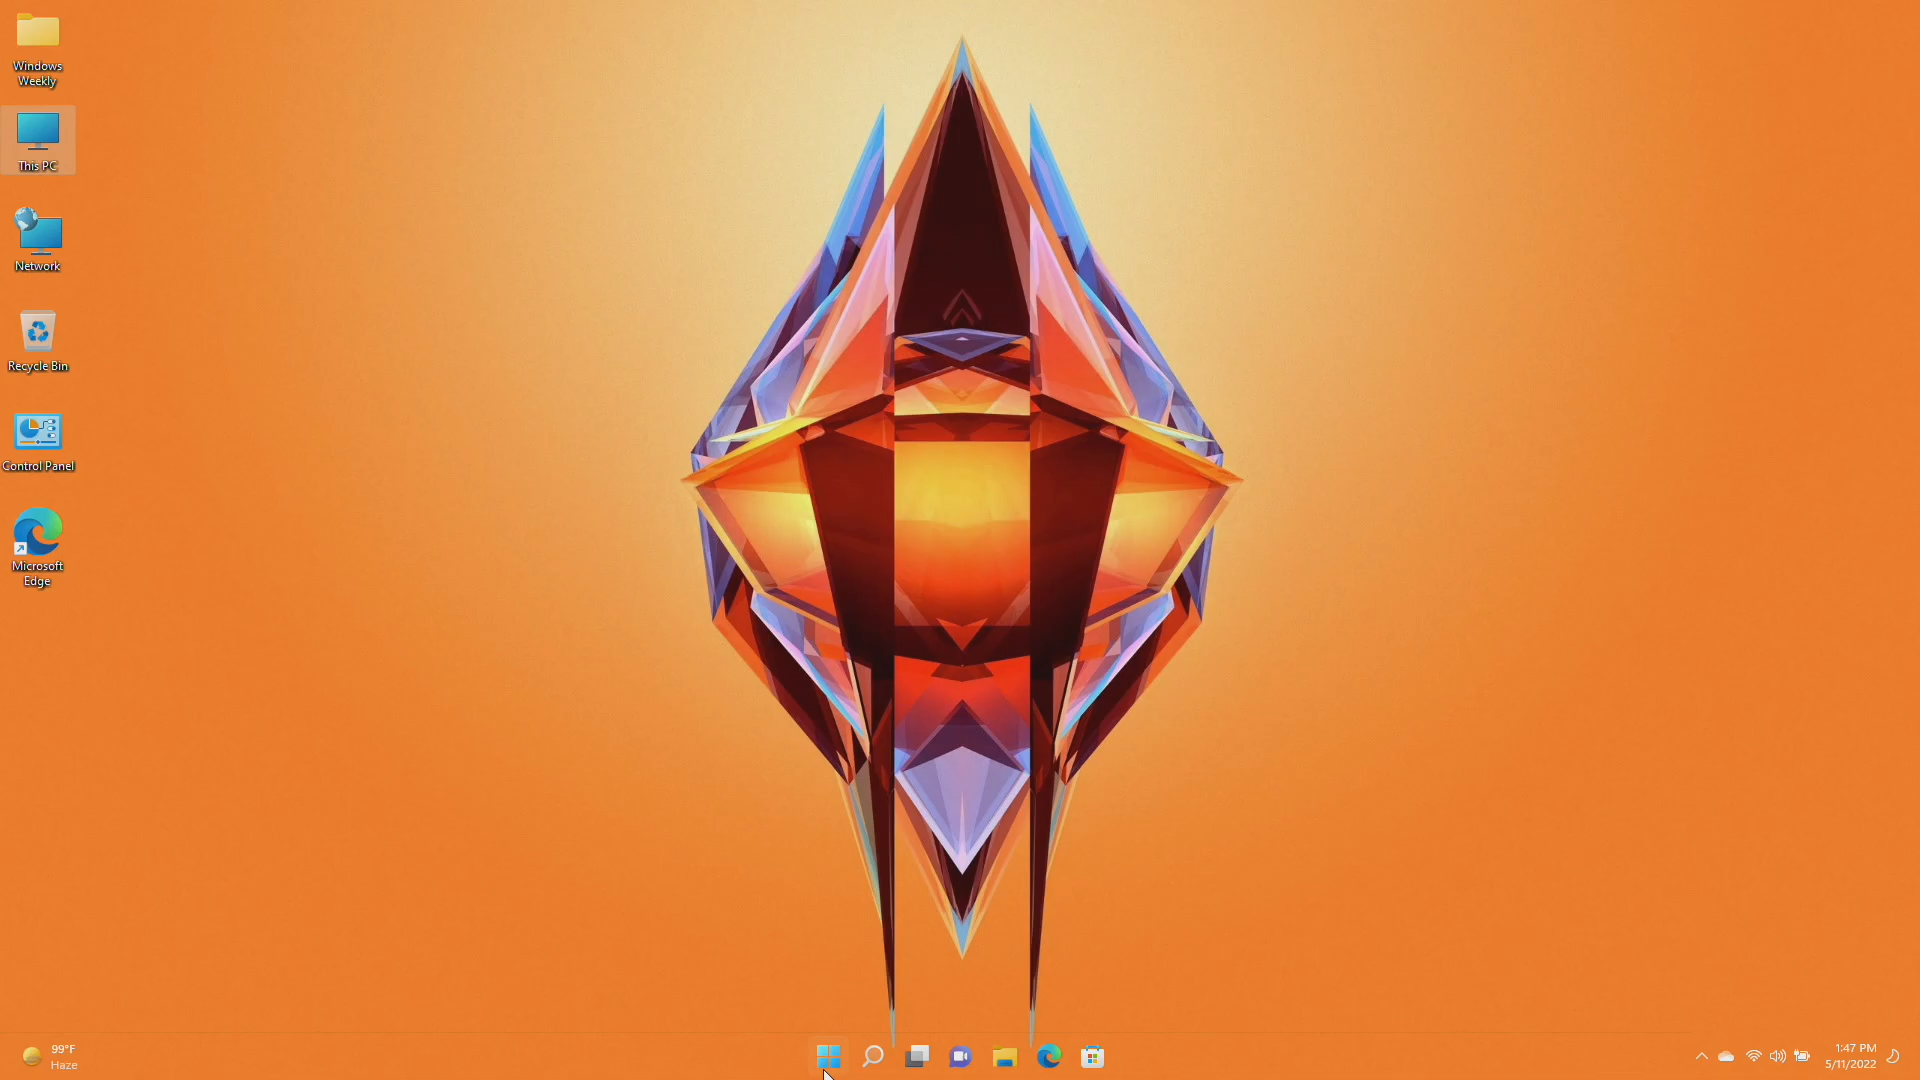 Windows
Weekly
This PC
Network
Recycle Bin
Control Panel
Microsoft
Edge
99°F
Haze
1:47 PM
5/11/2022